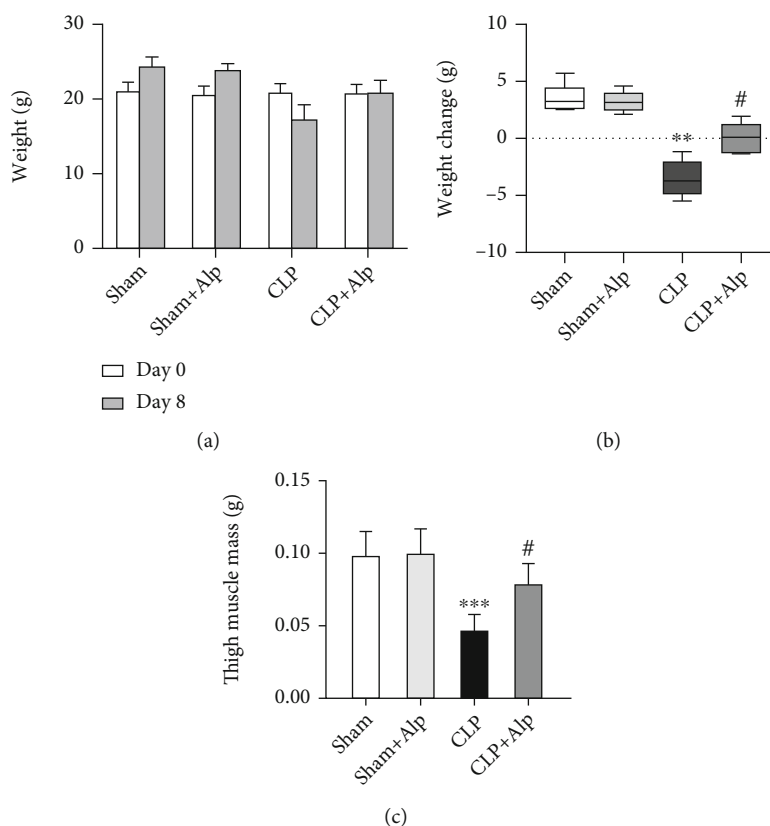 30
20
10
0
Weight (g)
Sham
Sham+Alp
CLP
CLP+Alp
Day 0
Day 8
(a)
10
5
0
−5
−10
Weight change (g)
**
#
Sham
Sham+Alp
CLP
CLP+Alp
(b)
0.15
0.10
0.05
0.00
Thigh muscle mass (g)
***
#
Sham
Sham+Alp
CLP
CLP+Alp
(c)